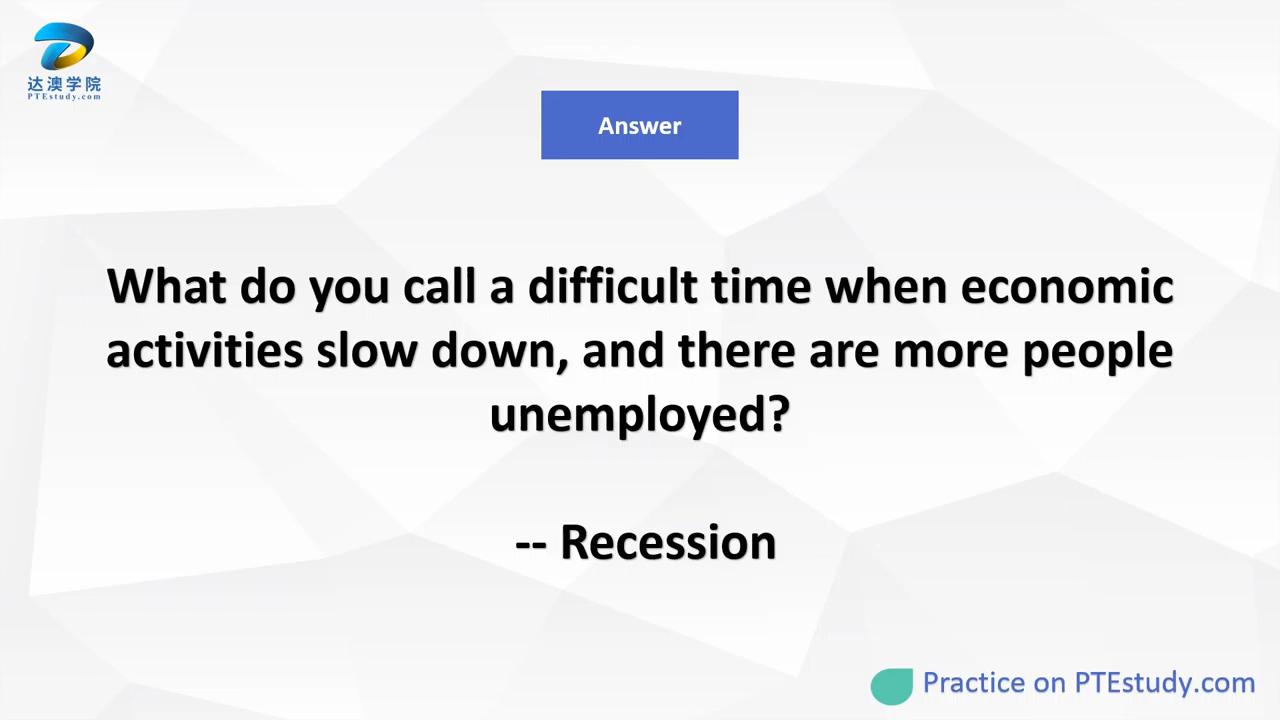 达澳学院
PTEstudy.com
Answer
What do you call a difficult time when economic
activities slow down, and there are more people
unemployed?
-- Recession
Practice on PTEstudy.com